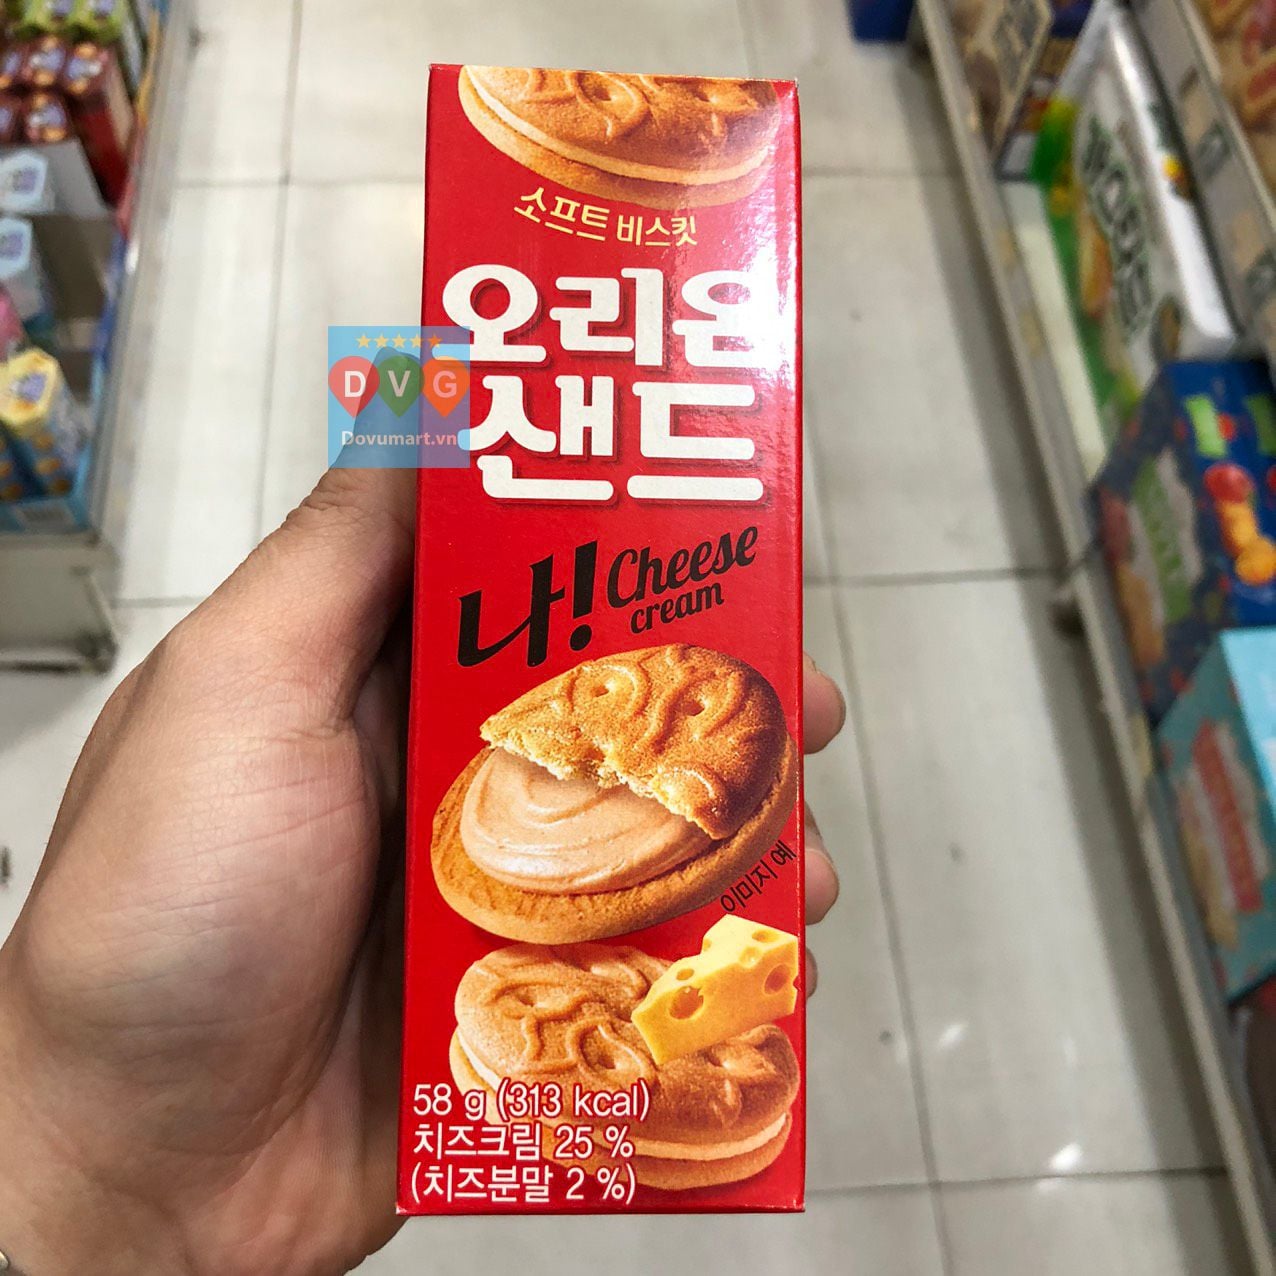 소프트 비스킷
오리온
샌드
D V G
Dovumart.vn
나! Cheese
cream
이미지 예
58 g (313 kcal)
치즈크림 25 %
(치즈분말 2 %)